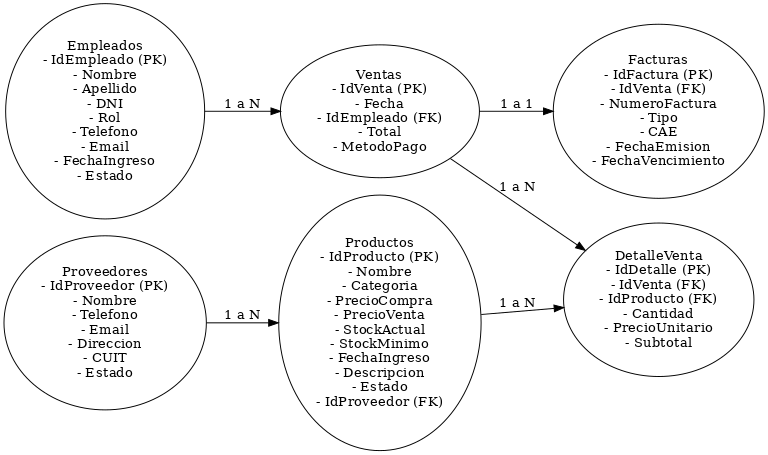 Empleados
- IdEmpleado (PK)
- Nombre
- Apellido
- DNI
- Rol
- Telefono
- Email
- FechaIngreso
- Estado
1 a N
Ventas
- IdVenta (PK)
- Fecha
- IdEmpleado (FK)
- Total
- MetodoPago
1 a 1
Facturas
- IdFactura (PK)
- IdVenta (FK)
- NumeroFactura
- Tipo
- CAE
- FechaEmision
- FechaVencimiento
1 a N
Proveedores
- IdProveedor (PK)
- Nombre
- Telefono
- Email
- Direccion
- CUIT
- Estado
1 a N
Productos
- IdProducto (PK)
- Nombre
- Categoria
- PrecioCompra
- PrecioVenta
- StockActual
- StockMinimo
- FechaIngreso
- Descripcion
- Estado
- IdProveedor (FK)
1 a N
DetalleVenta
- IdDetalle (PK)
- IdVenta (FK)
- IdProducto (FK)
- Cantidad
- PrecioUnitario
- Subtotal